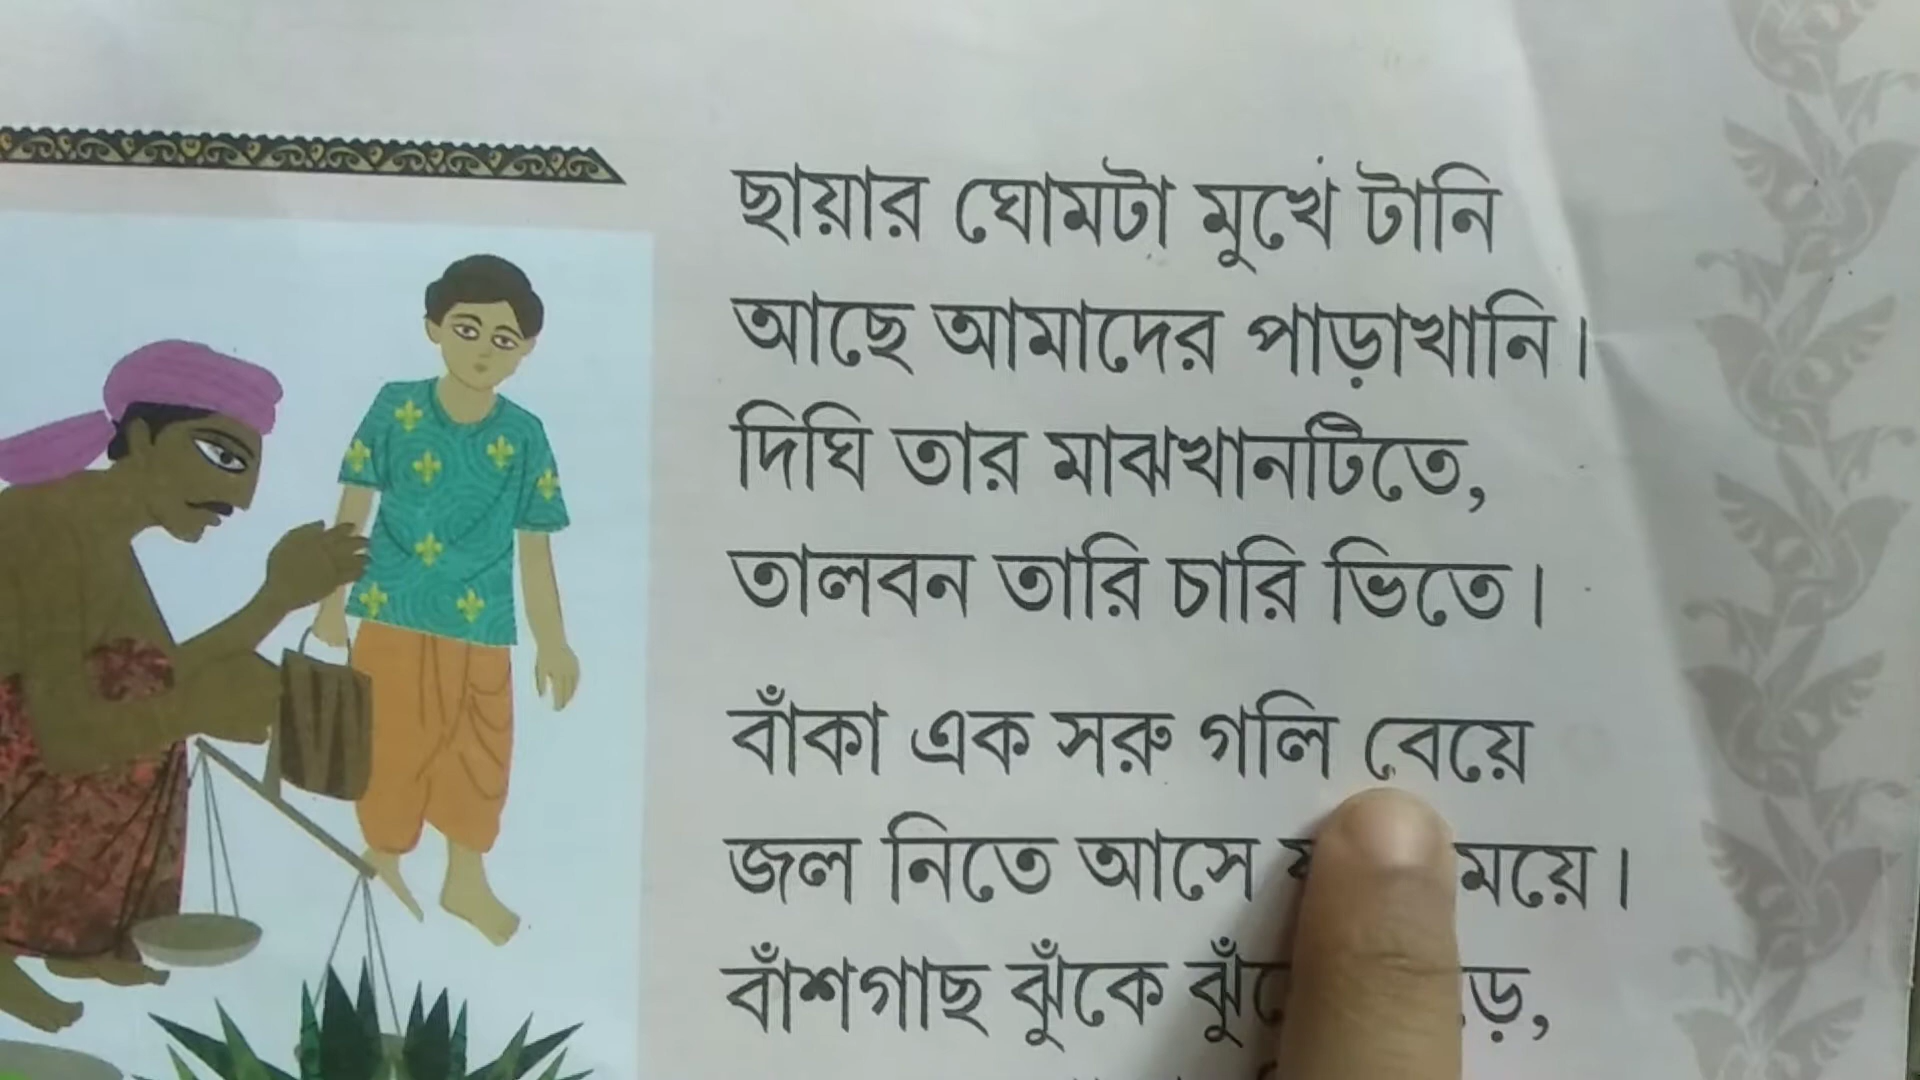 ছায়ার ঘোমটা মুখে টানি
আছে আমাদের পাড়াখানি।
দিঘি তার মাঝখানটিতে,
তালবন তারি চারি ভিতে।
বাঁকা এক সরু গলি বেয়ে
জল নিতে আসে
বাঁশগাছ ঝুঁকে